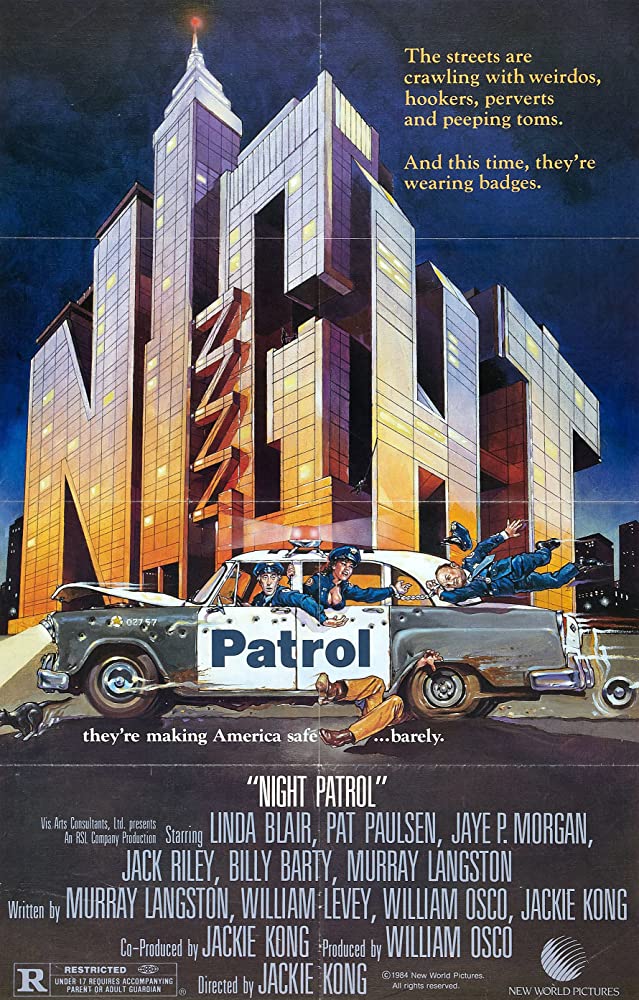 The streets are
crawling with weirdos,
hookers, perverts
and peeping toms.
And this time, they're
wearing badges.
NIGHT
02757
Patrol
they're making America safe ...barely.
"NIGHT PATROL"
Vis Arts Consultants, Ltd. presents
An RSL Company Production
Starring LINDA BLAIR, PAT PAULSEN, JAYE P. MORGAN,
JACK RILEY, BILLY BARTY, MURRAY LANGSTON
Written by MURRAY LANGSTON, WILLIAM LEVEY, WILLIAM OSCO, JACKIE KONG
Co-Produced by JACKIE KONG Produced by WILLIAM OSCO
Directed by JACKIE KONG
R
RESTRICTED
UNDER 17 REQUIRES ACCOMPANYING
PARENT OR ADULT GUARDIAN
®
©1984 New World Pictures.
All rights reserved.
NEW WORLD PICTURES